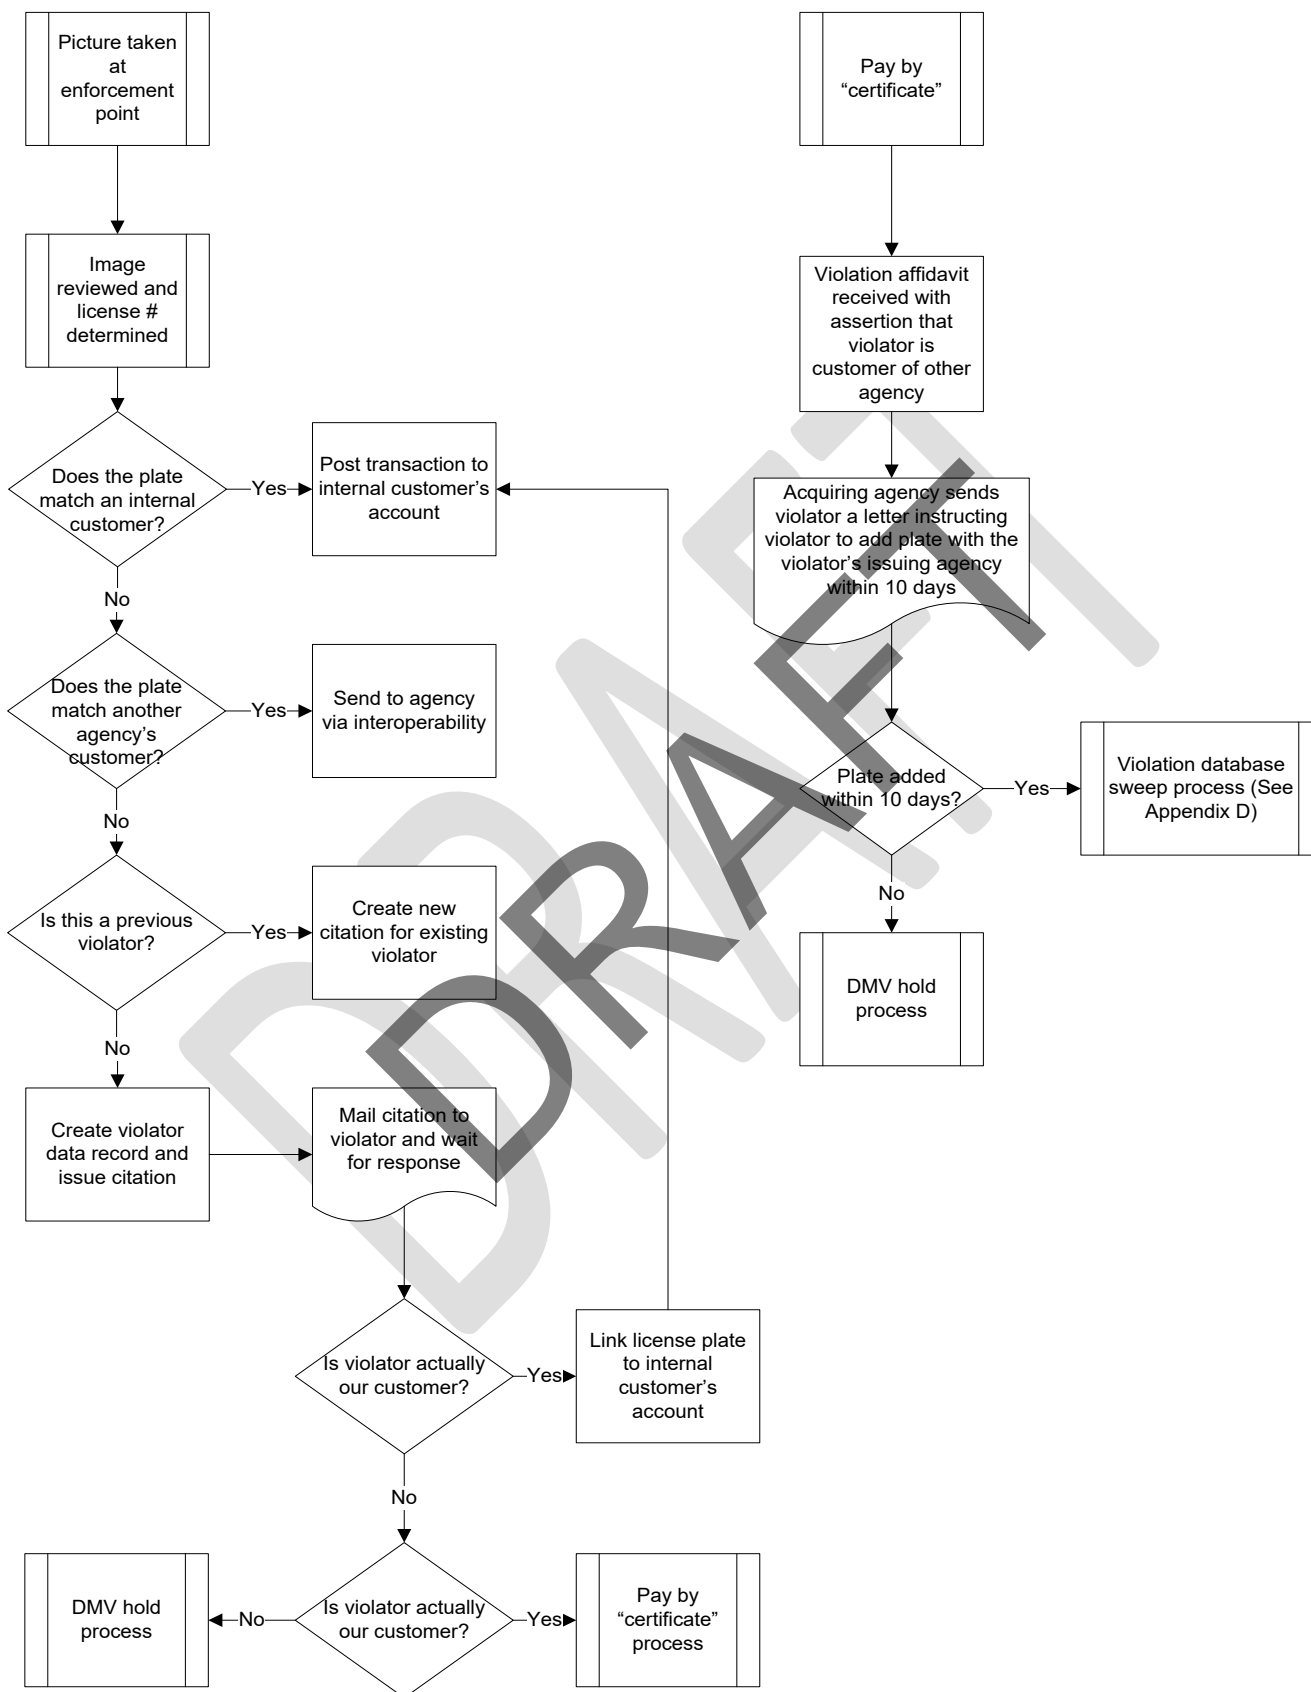 Picture taken
at
enforcement
point
Image
reviewed and
license #
determined
Does the plate
match an internal
customer?
Yes
Post transaction to
internal customer's
account
No
Does the plate
match another
agency's
customer?
Yes
Send to agency
via interoperability
No
Is this a previous
violator?
Yes
Create new
citation for existing
violator
No
Create violator
data record and
issue citation
Mail citation to
violator and wait
for response
Is violator actually
our customer?
Yes
Link license plate
to internal
customer's
account
No
Is violator actually
our customer?
No
DMV hold
process
Yes
Pay by
“certificate”
process
Pay by
“certificate”
Violation affidavit
received with
assertion that
violator is
customer of other
agency
Acquiring agency sends
violator a letter instructing
violator to add plate with the
violator's issuing agency
within 10 days
Plate added
within 10 days?
Yes
Violation database
sweep process (See
Appendix D)
No
DMV hold
process
DRAFT
DRAFT